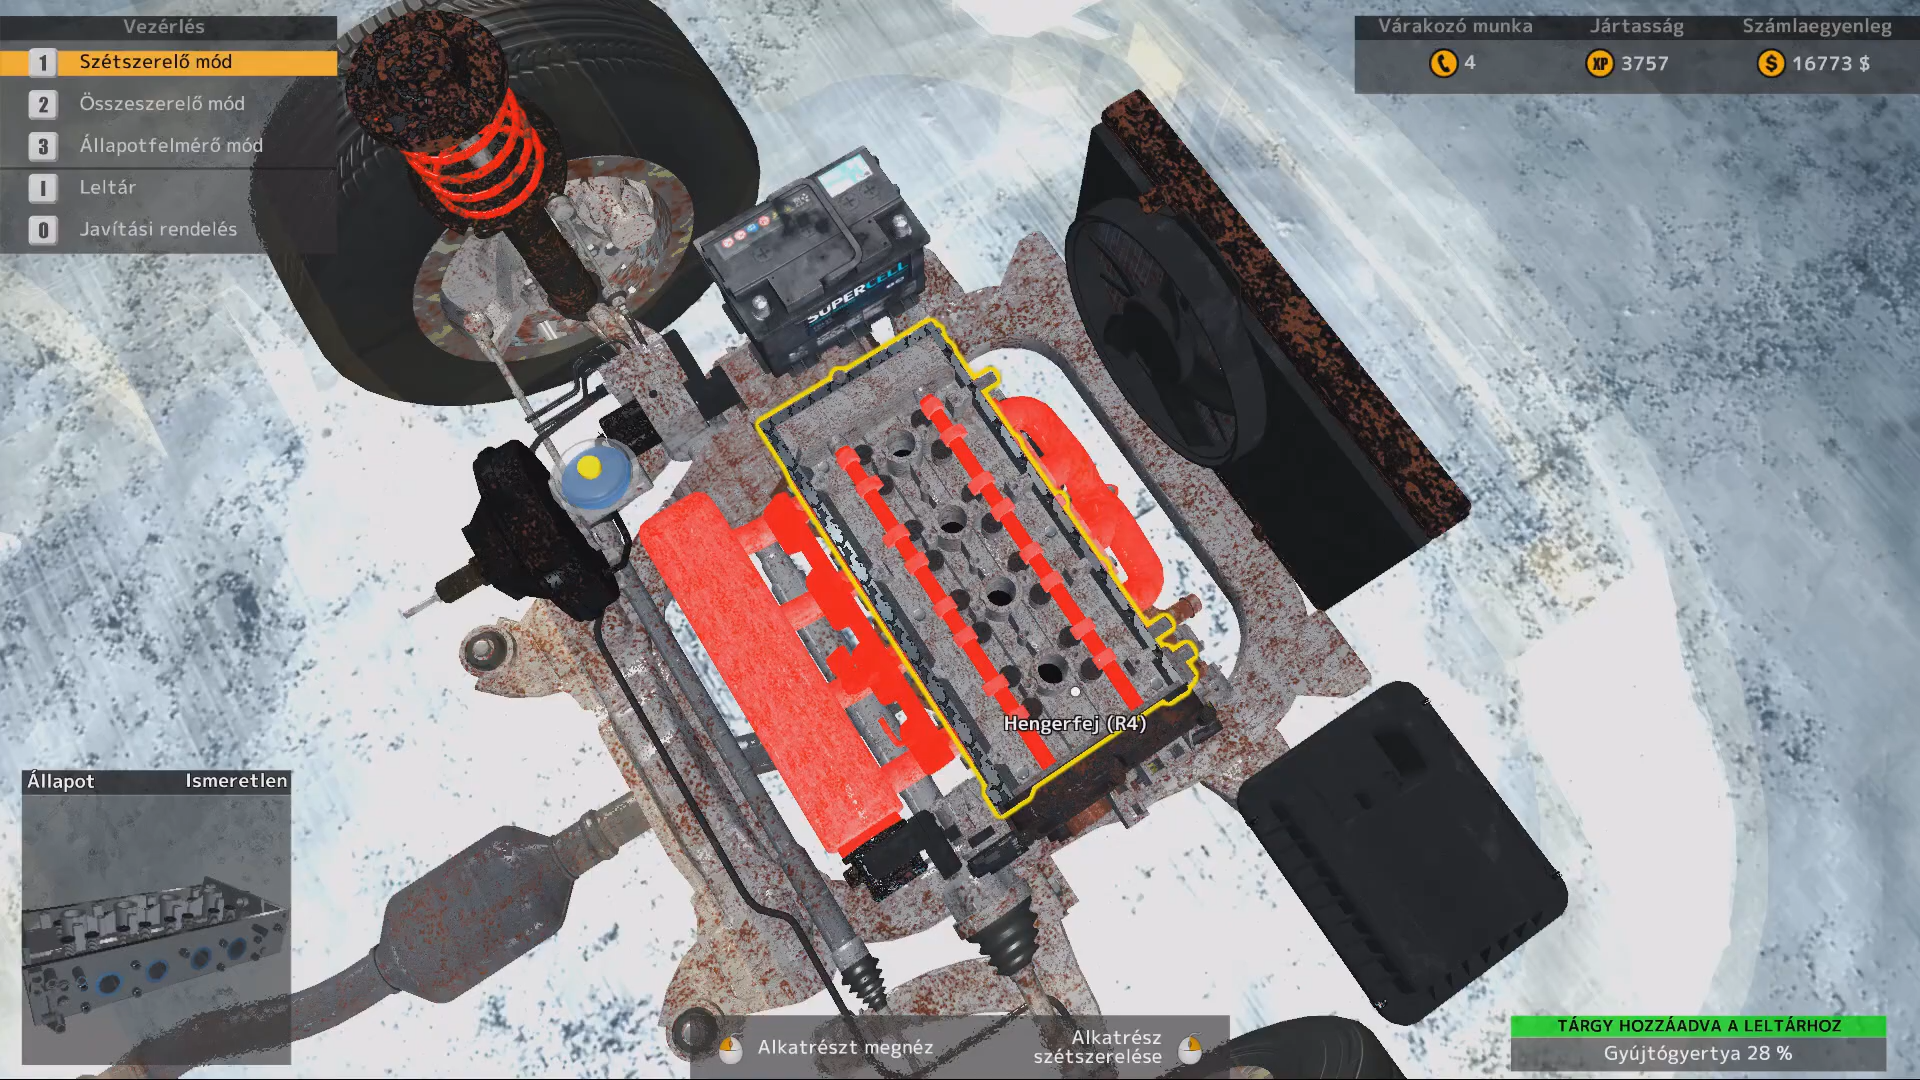 Vezérlés
1 Szétszerelő mód
2 Összeszerelő mód
3 Állapotfelmérő mód
I Leltár
0 Javítási rendelés
Várakozó munka Jártasság Számlaegyenleg
4 XP 3757 $ 16773 $
SUPERCELL
Hengerfej (R4)
Állapot Ismeretlen
Alkatrészt megnéz
Alkatrész
szétszerelése
TÁRGY HOZZÁADVA A LELTÁRHOZ
Gyújtógyertya 28 %